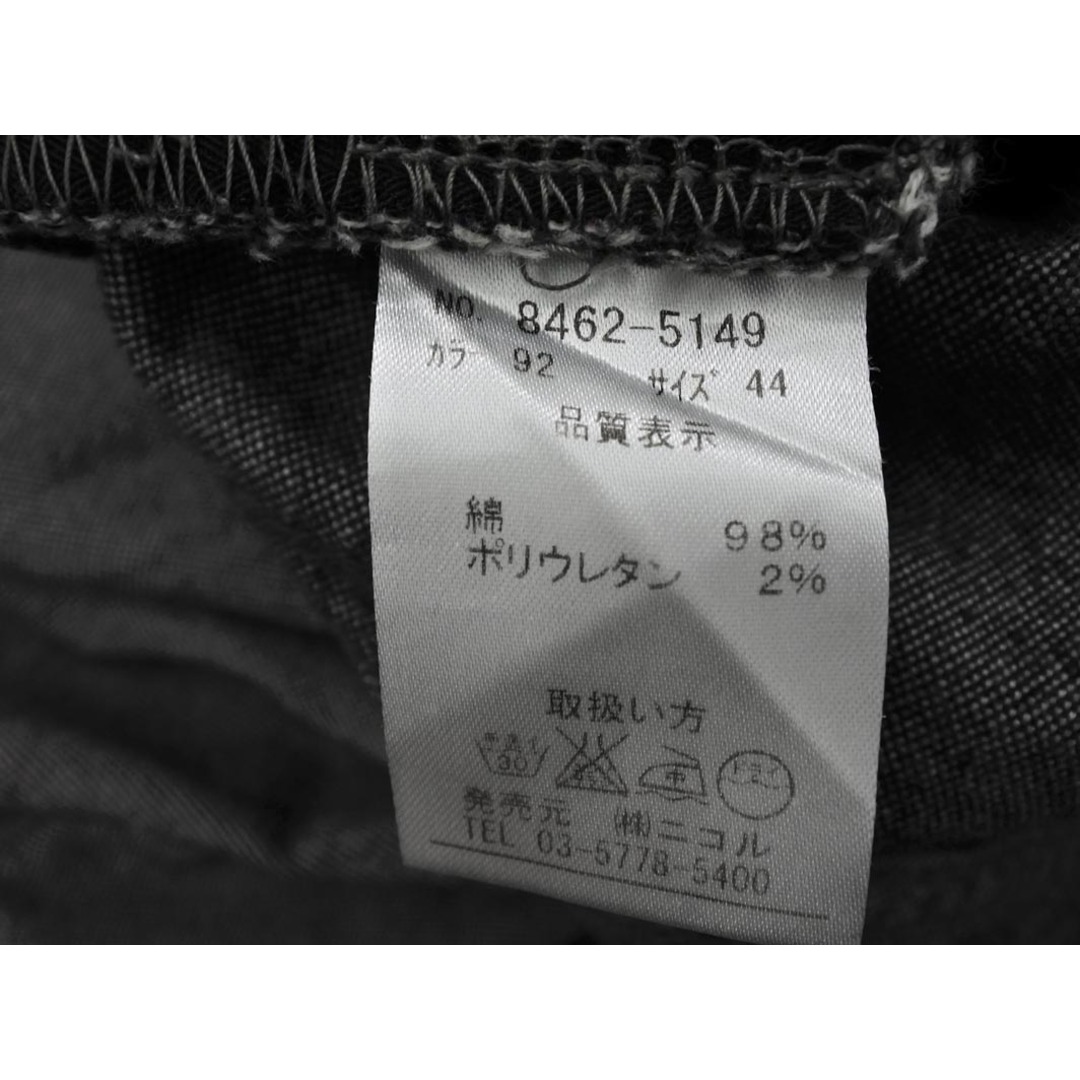 NO. 8462-5149
カラー 92 サイズ 44
品質表示
綿 98%
ポリウレタン 2%
取扱い方
30 中
発売元 (株)ニコル
TEL 03-5778-5400